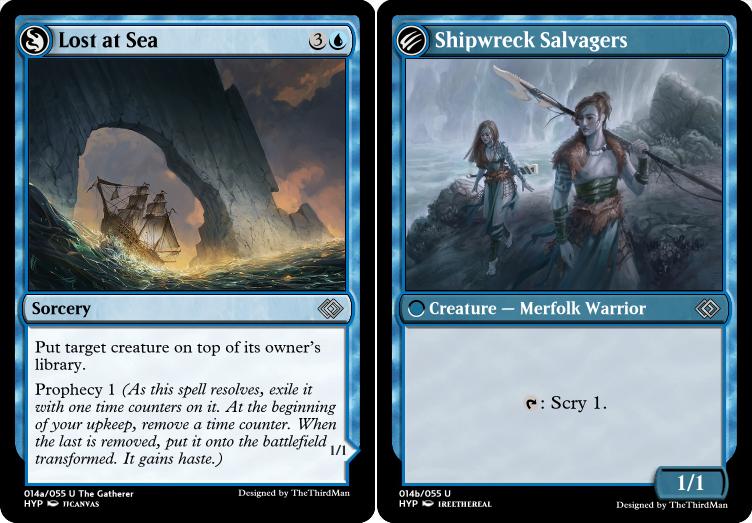 Lost at Sea
3
Sorcery
Put target creature on top of its owner's
library.
Prophecy 1 (As this spell resolves, exile it
with one time counters on it. At the beginning
of your upkeep, remove a time counter. When
the last is removed, put it onto the battlefield
transformed. It gains haste.)
1/1
014a/055 U The Gatherer
HYP TICANVAS
Designed by TheThirdMan
Shipwreck Salvagers
Creature — Merfolk Warrior
: Scry 1.
1/1
014b/055 U
HYP IREETHEREAL
Designed by TheThirdMan